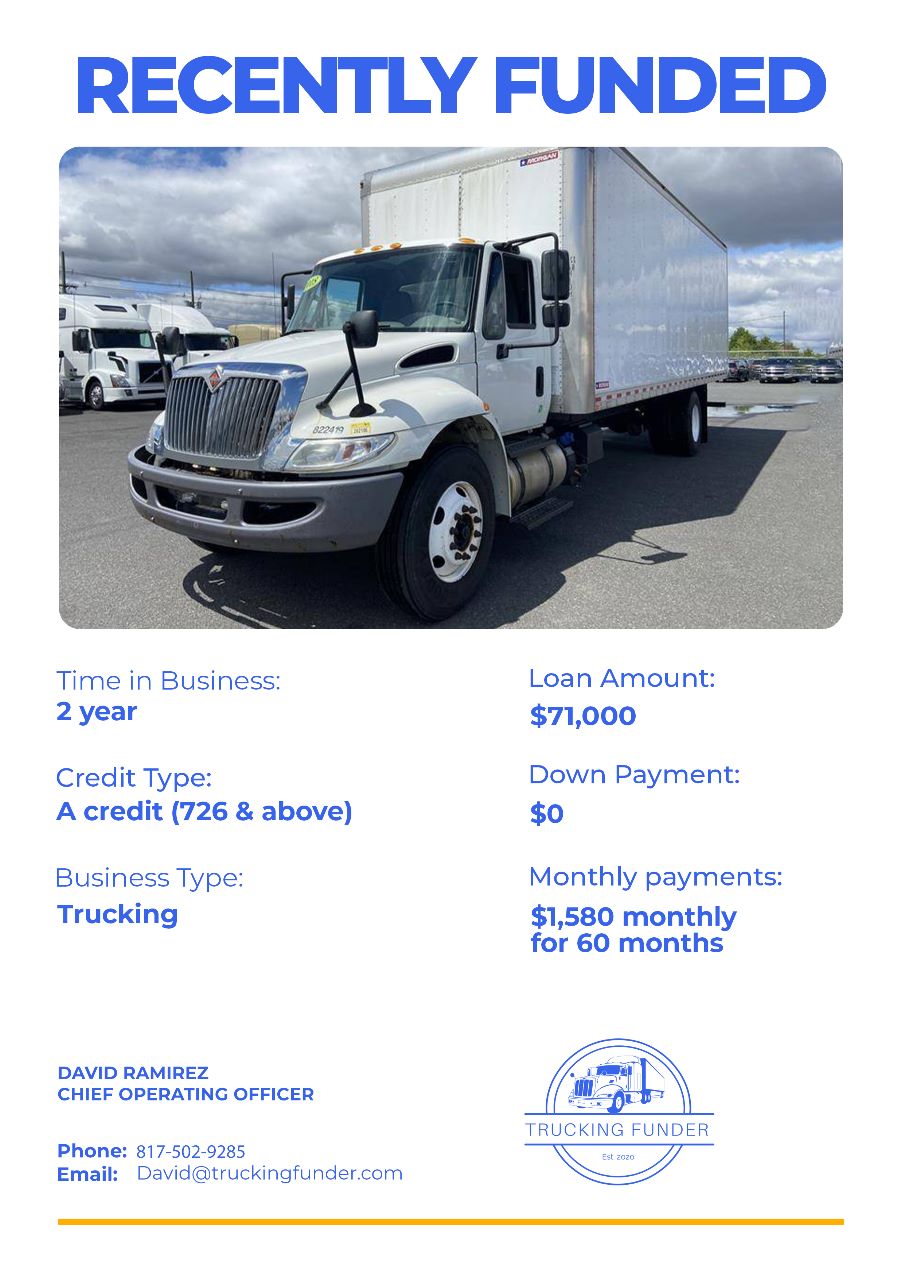 RECENTLY FUNDED
MORGAN
822419
Time in Business:
2 year
Credit Type:
A credit (726 & above)
Business Type:
Trucking
Loan Amount:
$71,000
Down Payment:
$0
Monthly payments:
$1,580 monthly
for 60 months
DAVID RAMIREZ
CHIEF OPERATING OFFICER
Phone: 817-502-9285
Email: David@truckingfunder.com
TRUCKING FUNDER
Est. 2020